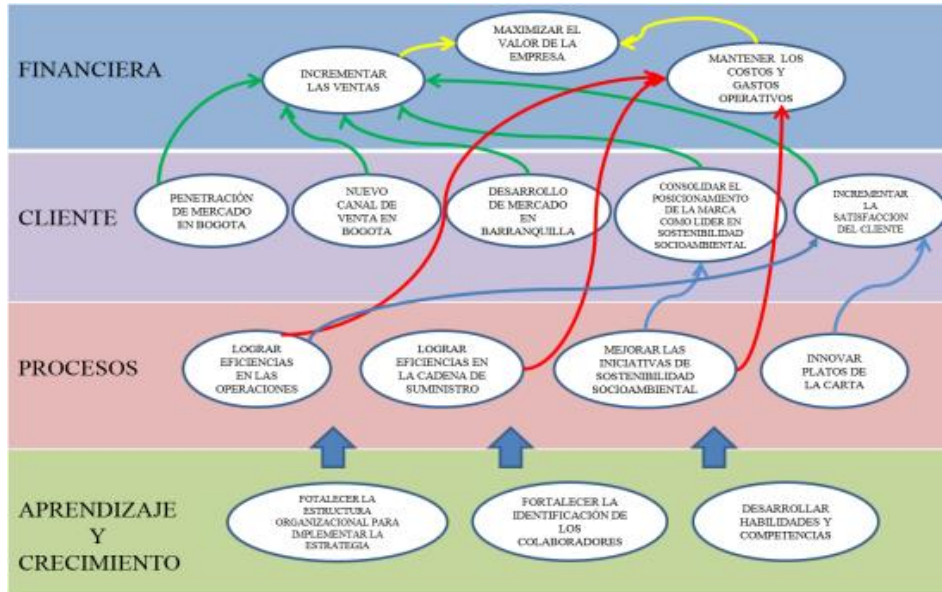 FINANCIERA
MAXIMIZAR EL
VALOR DE LA
EMPRESA
INCREMENTAR
LAS VENTAS
MANTENER LOS
COSTOS Y
GASTOS
OPERATIVOS
CLIENTE
PENETRACIÓN
DE MERCADO
EN BOGOTA
NUEVO
CANAL DE
VENTA EN
BOGOTA
DESARROLLO
DE MERCADO
EN
BARRANQUILLA
CONSOLIDAR EL
POSICIONAMIENTO
DE LA MARCA
COMO LIDER EN
SOSTENIBILIDAD
SOCIOAMBIENTAL
INCREMENTAR
LA
SATISFACCION
DEL CLIENTE
PROCESOS
LOGRAR
EFICIENCIAS
EN LAS
OPERACIONES
LOGRAR
EFICIENCIAS EN
LA CADENA DE
SUMINISTRO
MEJORAR LAS
INICIATIVAS DE
SOSTENIBILIDAD
SOCIOAMBIENTAL
INNOVAR
PLATOS DE
LA CARTA
APRENDIZAJE
Y
CRECIMIENTO
FOTALECER LA
ESTRUCTURA
ORGANIZACIONAL PARA
IMPLEMENTAR LA
ESTRATEGIA
FORTALECER LA
IDENTIFICACIÓN DE
LOS
COLABORADORES
DESARROLLAR
HABILIDADES Y
COMPETENCIAS